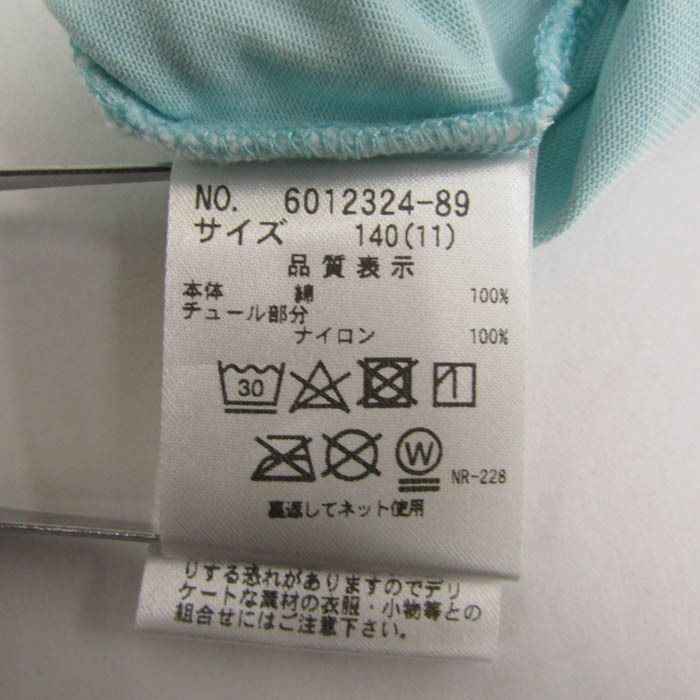 NO. 6012324-89
サイズ 140(11)
品質表示
本体 綿 100%
チュール部分
ナイロン 100%
30
W
NR-228
裏返してネット使用
りする恐れがありますのでデリ
ケートな素材の衣服・小物等との
組合せにはご注意下さい。